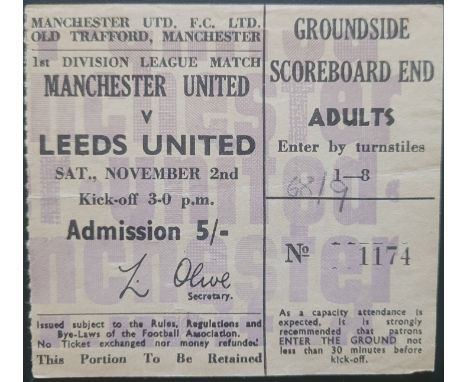 MANCHESTER UTD. F.C. LTD.
OLD TRAFFORD, MANCHESTER
1st DIVISION LEAGUE MATCH
MANCHESTER UNITED
v
LEEDS UNITED
SAT., NOVEMBER 2nd
Kick-off 3-0 p.m.
Admission 5/-
L. Olive
Secretary.
Issued subject to the Rules, Regulations and
Bye-Laws of the Football Association.
No Ticket exchanged nor money refunded.
This Portion To Be Retained
GROUNDSIDE
SCOREBOARD END
ADULTS
Enter by turnstiles
1—8
68/9
No 1174
As a capacity attendance is
expected, it is strongly
recommended that patrons
ENTER THE GROUND not
less than 30 minutes before
kick-off.